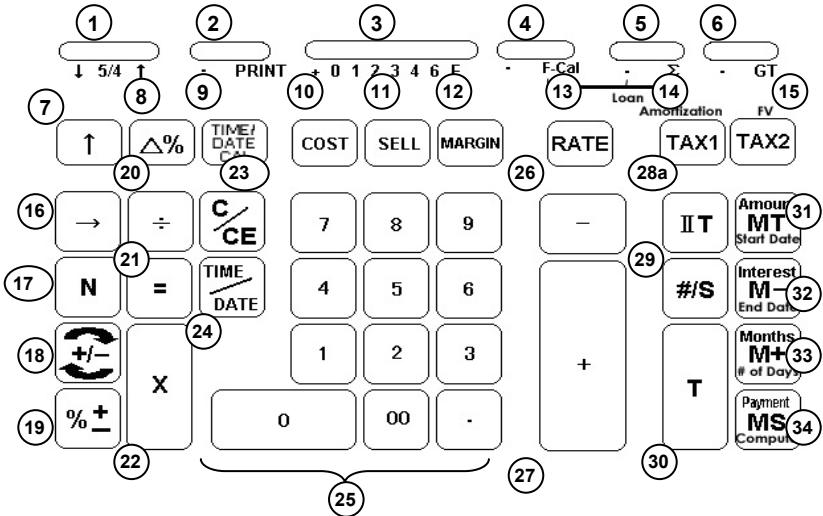 1 2 3 4 5 6
↓ 5/4 ↑ - PRINT + 0 1 2 3 4 6 F - F-Cal - Σ - GT
7 8 9 10 11 12 13 Loan 14 15
Amortization FV
↑ △% TIME/ DATE CAL COST SELL MARGIN RATE TAX1 TAX2
20 23 26 28a
16 → ÷ C/CE 7 8 9 − IIT Amount MT Start Date 31
21 29
17 N = TIME/DATE 4 5 6 #/S Interest M− End Date 32
24
18 +/− X 1 2 3 + T Months M+ # of Days 33
19 %± 0 00 . Payment MS Compute 34
22 25 27 30